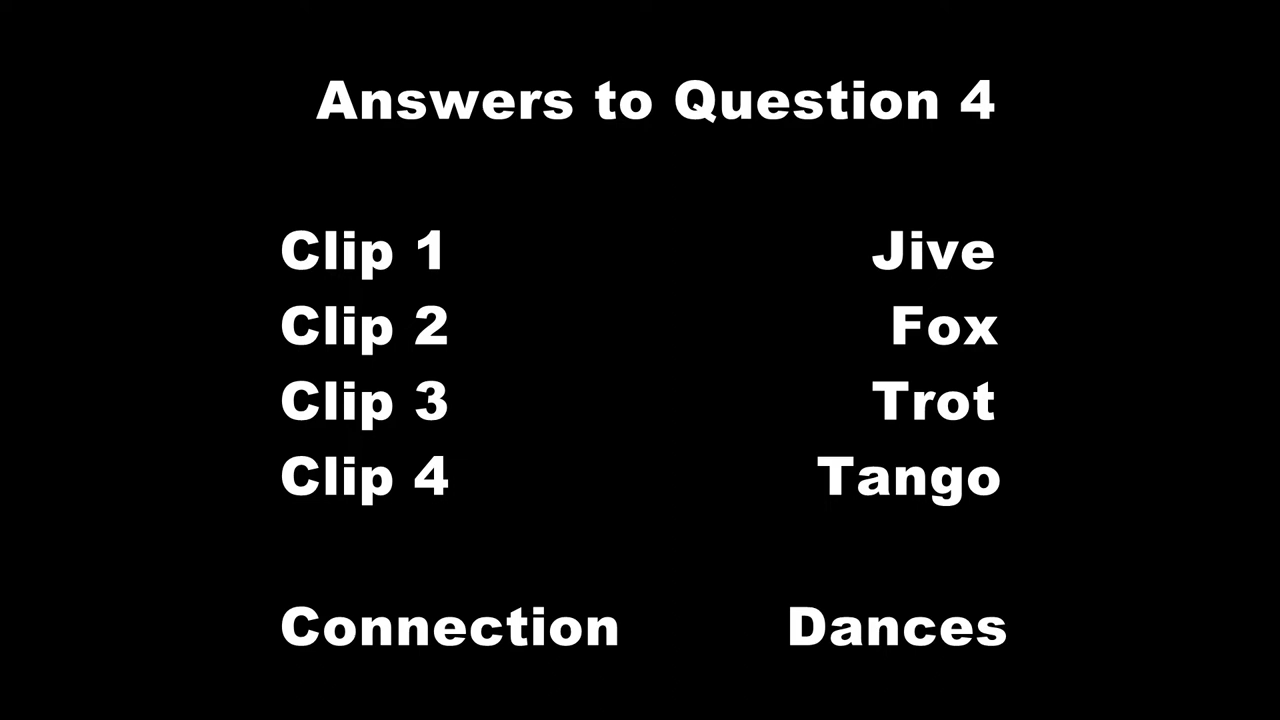 Answers to Question 4
Clip 1 Jive
Clip 2 Fox
Clip 3 Trot
Clip 4 Tango
Connection Dances